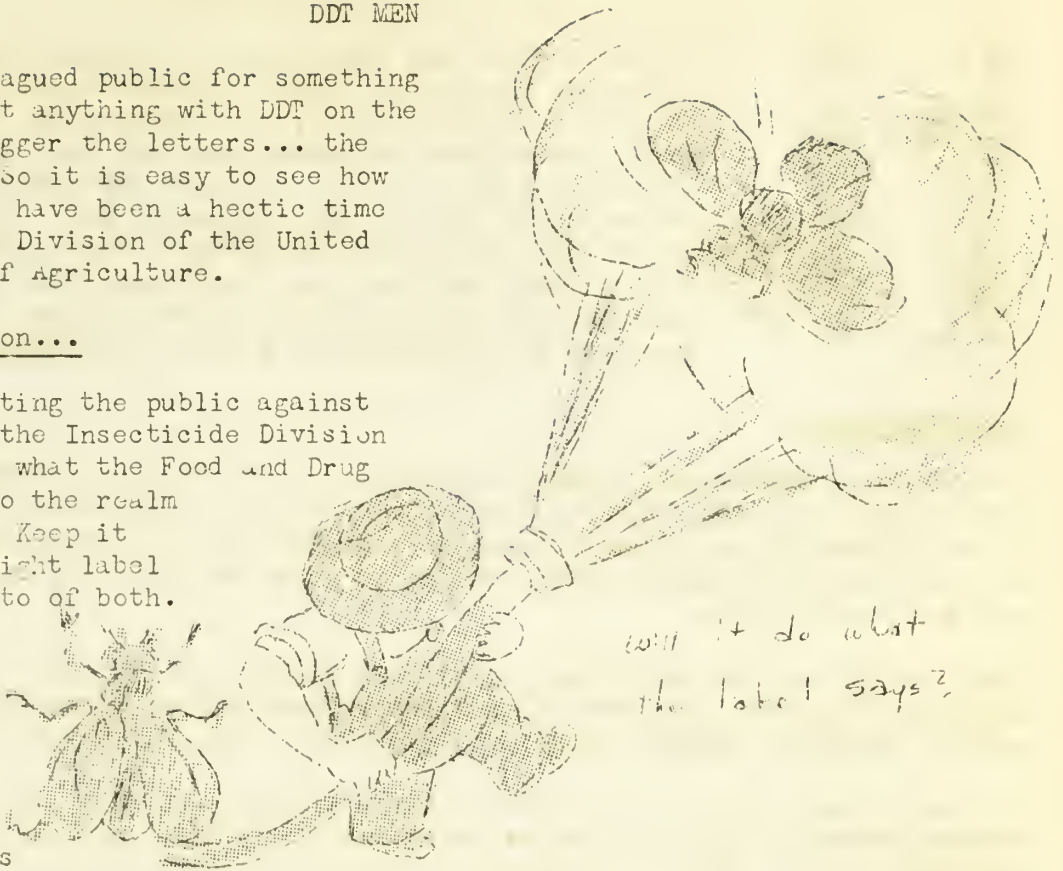 DDT MEN
agued public for something
t anything with DDT on the
gger the letters... the
So it is easy to see how
have been a hectic time
Division of the United
f Agriculture.
on...
ting the public against
the Insecticide Division
what the Food and Drug
o the realm
Keep it
ight label
to of both.
will it do what
the label says?
s